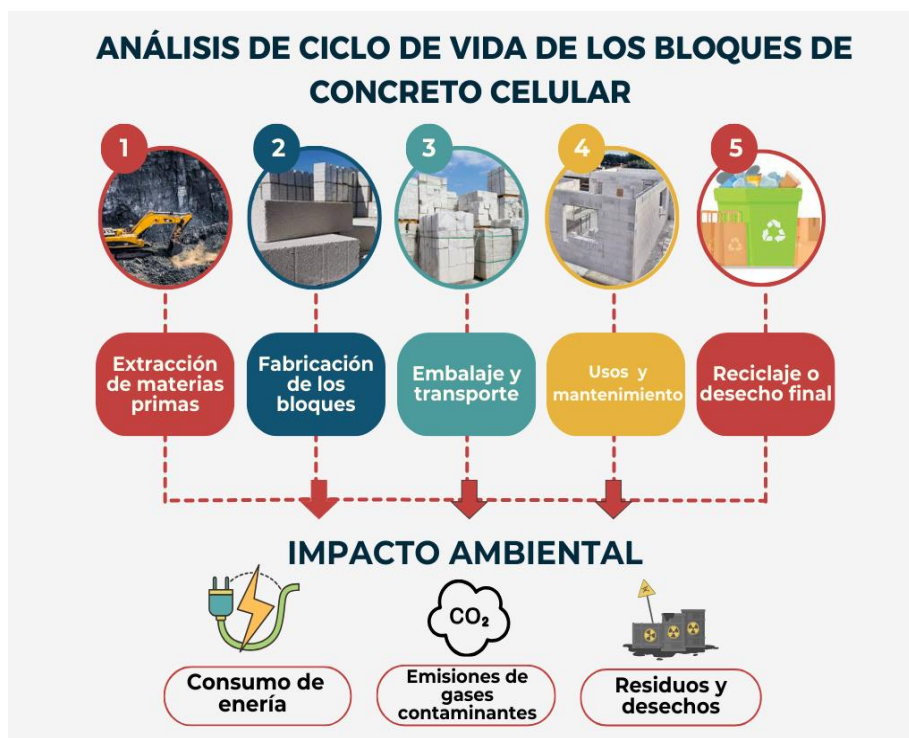 ANÁLISIS DE CICLO DE VIDA DE LOS BLOQUES DE
CONCRETO CELULAR
1
2
3
4
5
Extracción
de materias
primas
Fabricación
de los
bloques
Embalaje y
transporte
Usos y
mantenimiento
Reciclaje o
desecho final
IMPACTO AMBIENTAL
CO₂
Consumo de
enería
Emisiones de
gases
contaminantes
Residuos y
desechos